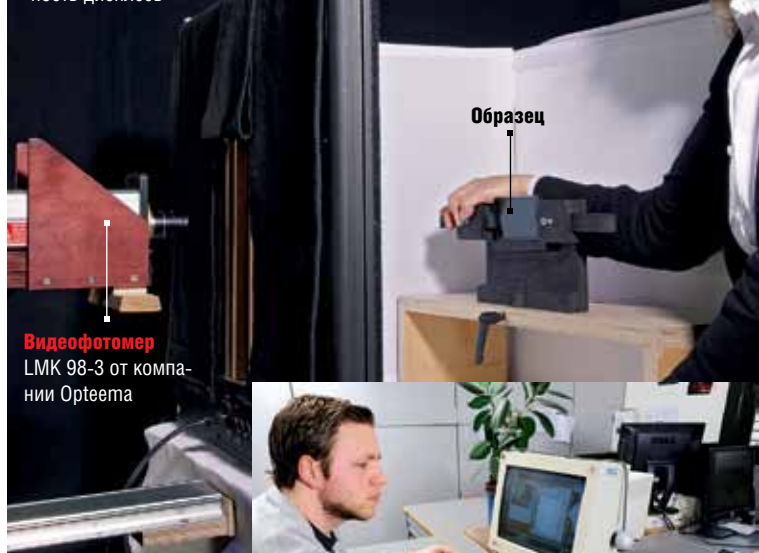 Образец
Видеофотомер
LMK 98-3 от компа-
нии Opteema